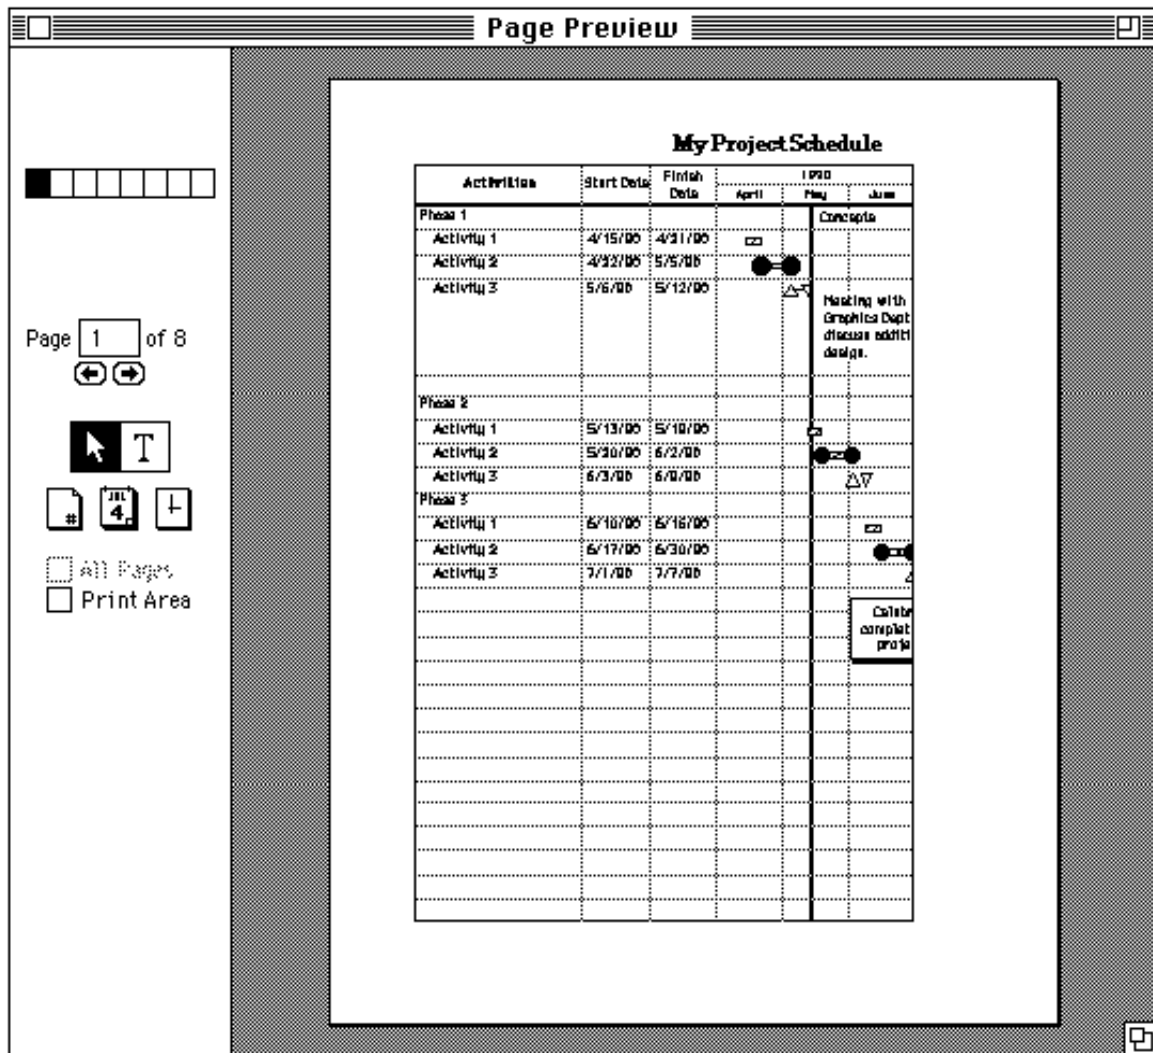 Page Preview
Page 1 of 8
T
#
JUL
4
All Pages
Print Area
My Project Schedule
Activities Start Date Finish Date 1990
April May June
Phase 1 Concepts
Activity 1 4/15/90 4/21/90
Activity 2 4/22/90 5/5/90
Activity 3 5/6/90 5/12/90
Meeting with
Graphics Dept
discuss additi
design.
Phase 2
Activity 1 5/13/90 5/19/90
Activity 2 5/20/90 6/2/90
Activity 3 6/3/90 6/9/90
Phase 3
Activity 1 6/10/90 6/16/90
Activity 2 6/17/90 6/30/90
Activity 3 7/1/90 7/7/90
Celebr
complet
proje